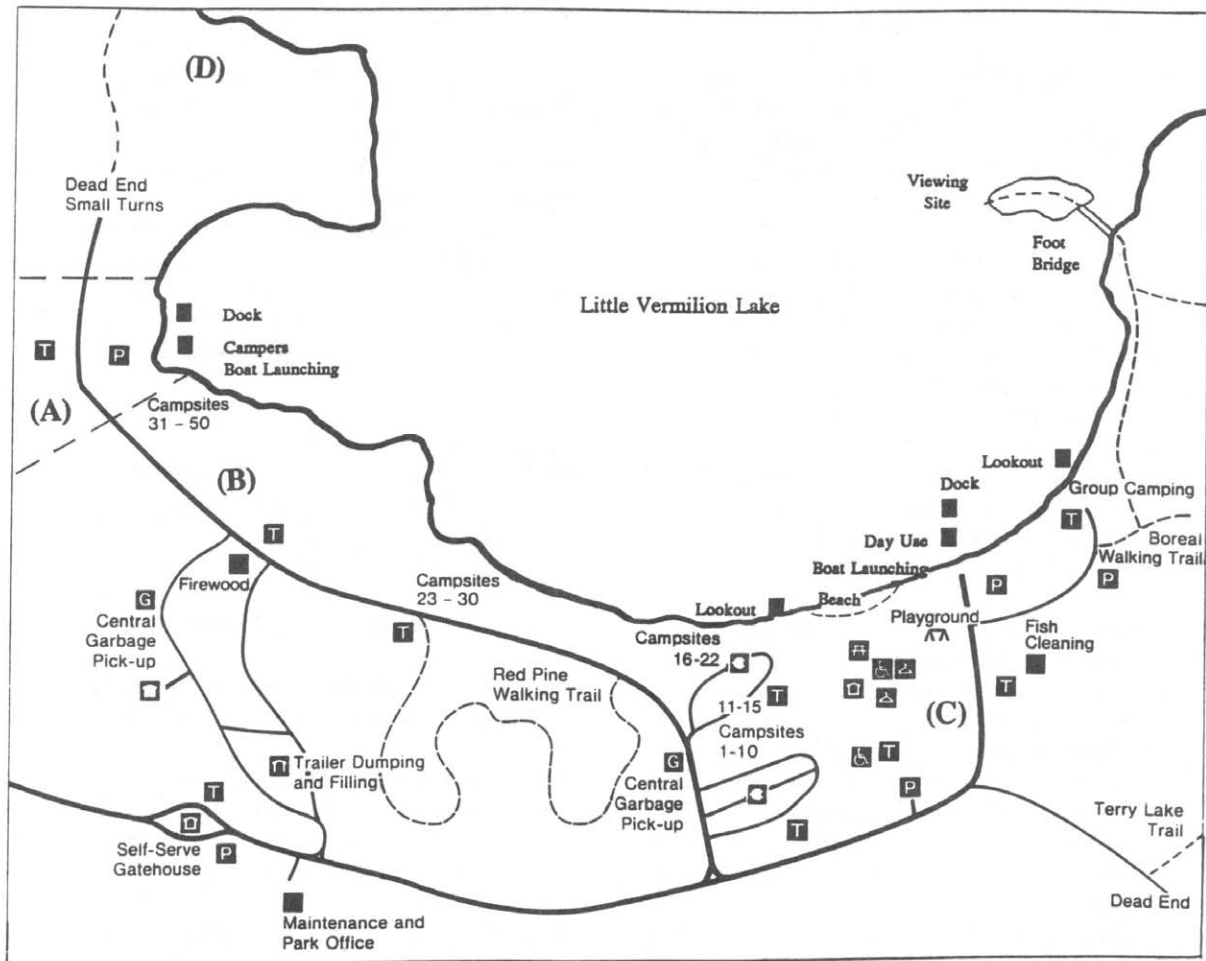 (D)
Dead End
Small Turns
Viewing
Site
Foot
Bridge
Little Vermilion Lake
Dock
Campers
Boat Launching
T
P
(A)
Campsites
31 – 50
(B)
Lookout
Group Camping
Dock
T
Boreal
Walking Trail
Day Use
Boat Launching
P
P
T
Firewood
Campsites
23 – 30
Lookout
Beach
Playground
G
Central
Garbage
Pick-up
T
Campsites
16-22
Fish
Cleaning
T
Red Pine
Walking Trail
11-15
T
Campsites
1-10
(C)
G
Central
Garbage
Pick-up
T
P
T
Trailer Dumping
and Filling
T
Self-Serve
Gatehouse
P
Terry Lake
Trail
Dead End
Maintenance and
Park Office